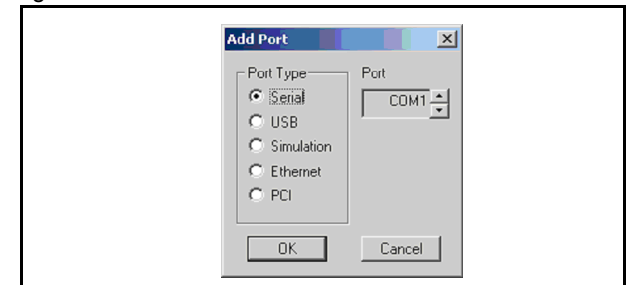 Add Port
Port Type
Serial
USB
Simulation
Ethernet
PCI
Port
COM1
OK
Cancel